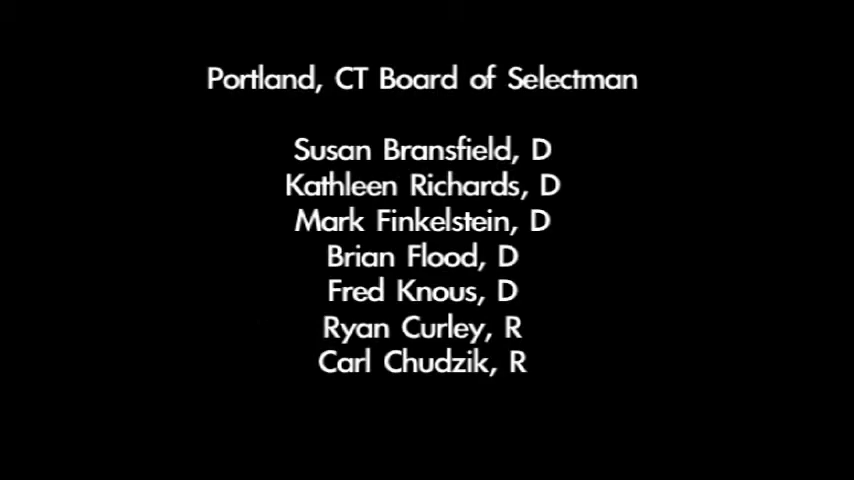 Portland, CT Board of Selectman
Susan Bransfield, D
Kathleen Richards, D
Mark Finkelstein, D
Brian Flood, D
Fred Knous, D
Ryan Curley, R
Carl Chudzik, R